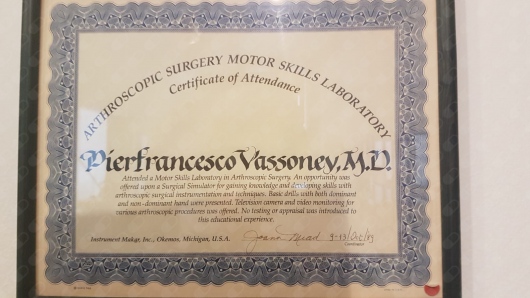 ARTHROSCOPIC SURGERY MOTOR SKILLS LABORATORY
Certificate of Attendance
Pierfrancesco Vassoney, M.D.
Attended a Motor Skills Laboratory in Arthroscopic Surgery. An opportunity was
offered upon a Surgical Simulator for gaining knowledge and developing skills with
arthroscopic surgical instrumentation and techniques. Basic drills with both dominant
and non-dominant hand were presented. Television camera and video monitoring for
various arthroscopic procedures was offered. No testing or appraisal was introduced to
this educational experience.
Instrument Makar, Inc., Okemos, Michigan, U.S.A.